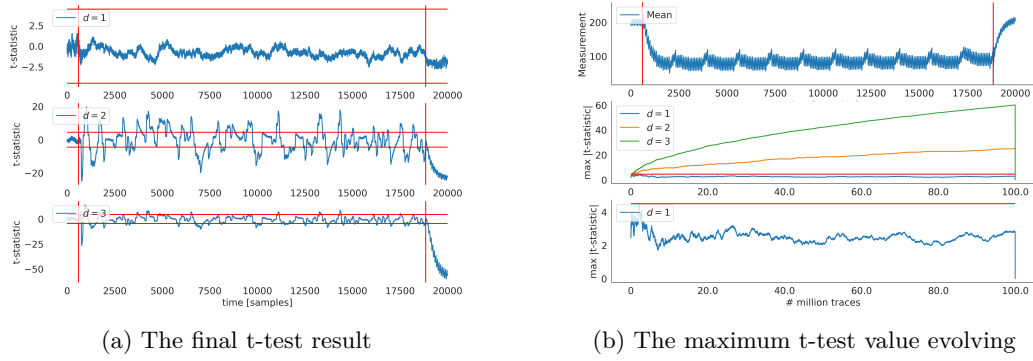 t-statistic
2.5
0.0
−2.5
d = 1
0 2500 5000 7500 10000 12500 15000 17500 20000
t-statistic
20
0
−20
d = 2
0 2500 5000 7500 10000 12500 15000 17500 20000
t-statistic
0
−25
−50
d = 3
0 2500 5000 7500 10000 12500 15000 17500 20000
time [samples]
(a) The final t-test result
Measurement
200
100
Mean
0 2500 5000 7500 10000 12500 15000 17500 20000
max |t-statistic|
60
40
20
0
d = 1
d = 2
d = 3
0 20.0 40.0 60.0 80.0 100.0
max |t-statistic|
4
2
0
d = 1
0 20.0 40.0 60.0 80.0 100.0
# million traces
(b) The maximum t-test value evolving